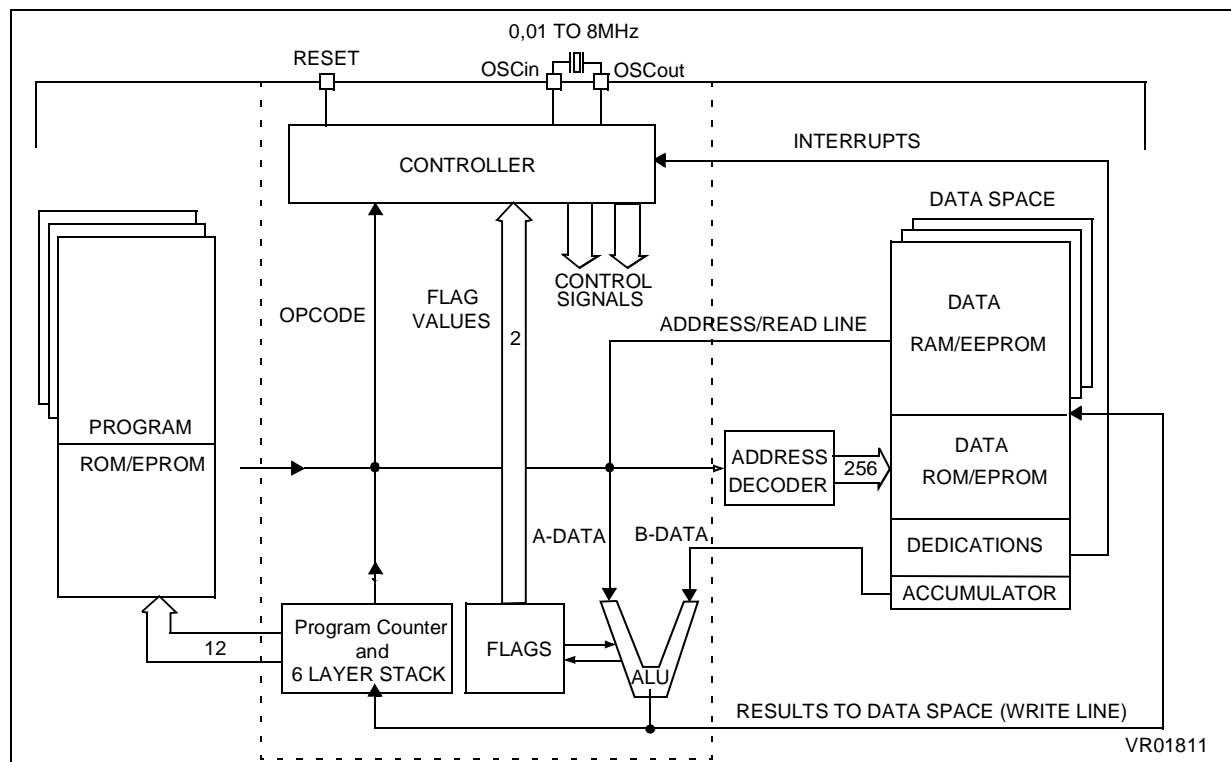 0,01 TO 8MHz
RESET
OSCin
OSCout
CONTROLLER
INTERRUPTS
DATA SPACE
CONTROL
SIGNALS
OPCODE
FLAG
VALUES
2
ADDRESS/READ LINE
DATA
RAM/EEPROM
PROGRAM
ROM/EPROM
ADDRESS
DECODER
256
DATA
ROM/EPROM
A-DATA
B-DATA
DEDICATIONS
ACCUMULATOR
12
Program Counter
and
6 LAYER STACK
FLAGS
ALU
RESULTS TO DATA SPACE (WRITE LINE)
VR01811